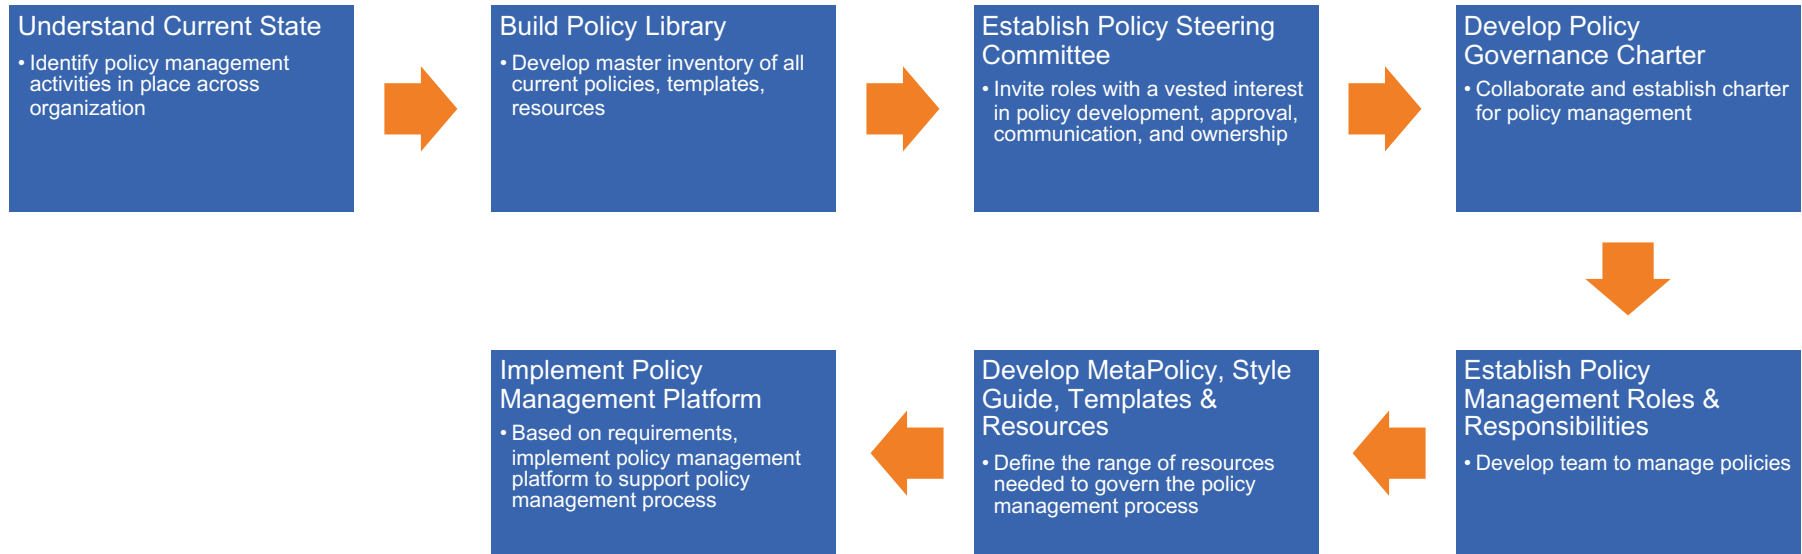 Understand Current State
• Identify policy management
activities in place across
organization
Build Policy Library
• Develop master inventory of all
current policies, templates,
resources
Establish Policy Steering
Committee
• Invite roles with a vested interest
in policy development, approval,
communication, and ownership
Develop Policy
Governance Charter
• Collaborate and establish charter
for policy management
Establish Policy
Management Roles &
Responsibilities
• Develop team to manage policies
Develop MetaPolicy, Style
Guide, Templates &
Resources
• Define the range of resources
needed to govern the policy
management process
Implement Policy
Management Platform
• Based on requirements,
implement policy management
platform to support policy
management process